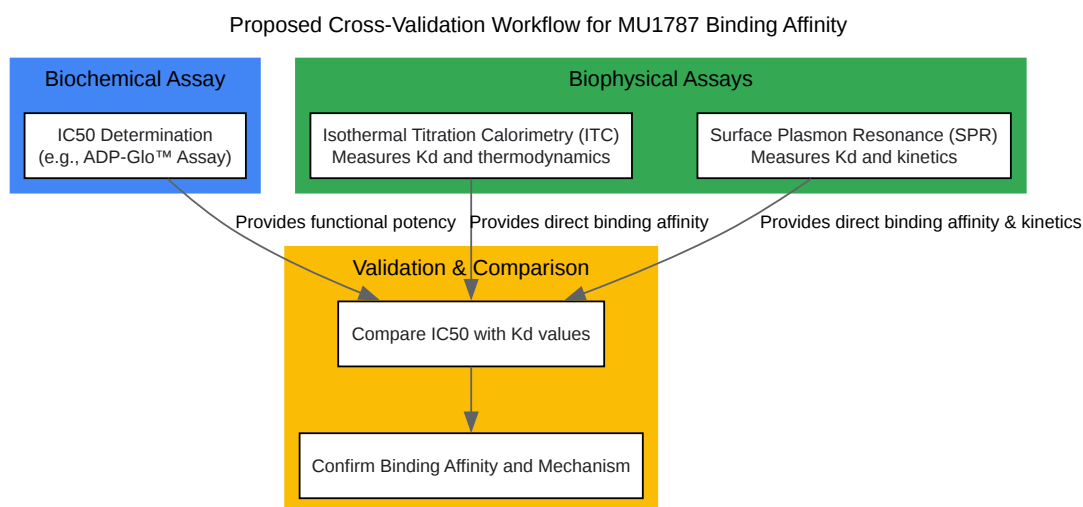 Proposed Cross-Validation Workflow for MU1787 Binding Affinity
Biochemical Assay
Biophysical Assays
IC50 Determination
(e.g., ADP-Glo™ Assay)
Isothermal Titration Calorimetry (ITC)
Measures Kd and thermodynamics
Surface Plasmon Resonance (SPR)
Measures Kd and kinetics
Provides functional potency
Provides direct binding affinity
Provides direct binding affinity & kinetics
Validation & Comparison
Compare IC50 with Kd values
Confirm Binding Affinity and Mechanism